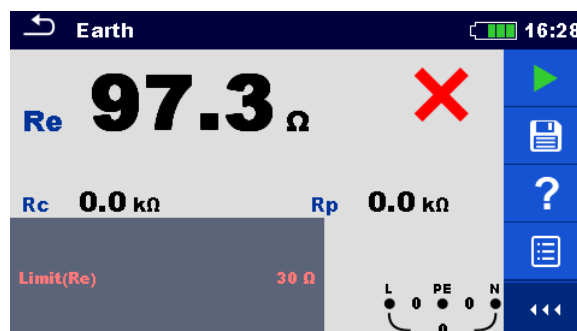 Earth 16:28
Re 97.3 Ω
Rc 0.0 kΩ Rp 0.0 kΩ
?
Limit(Re) 30 Ω
L PE N
0 0
0